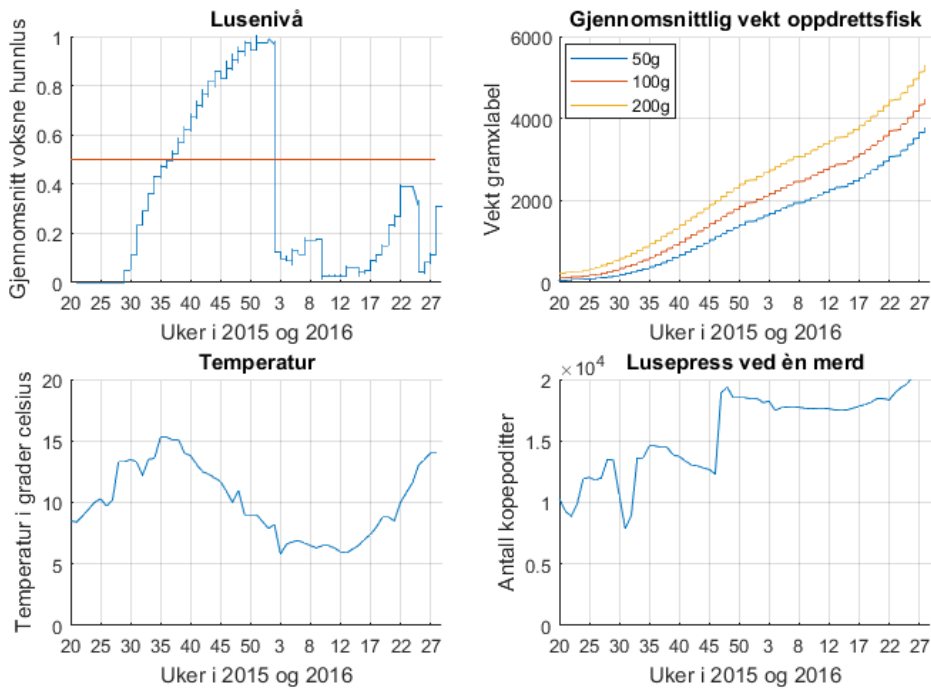 Lusenivå
Gjennomsnitt voksne hunnlus
1
0.8
0.6
0.4
0.2
0
20 25 30 35 40 45 50 3 8 12 17 22 27
Uker i 2015 og 2016
Gjennomsnittlig vekt oppdrettsfisk
Vekt gramxlabel
6000
4000
2000
0
50g
100g
200g
20 25 30 35 40 45 50 3 8 12 17 22 27
Uker i 2015 og 2016
Temperatur
Temperatur i grader celsius
20
15
10
5
0
20 25 30 35 40 45 50 3 8 12 17 22 27
Uker i 2015 og 2016
Lusepress ved èn merd
×10⁴
Antall kopepoditter
2
1.5
1
0.5
0
20 25 30 35 40 45 50 3 8 12 17 22 27
Uker i 2015 og 2016